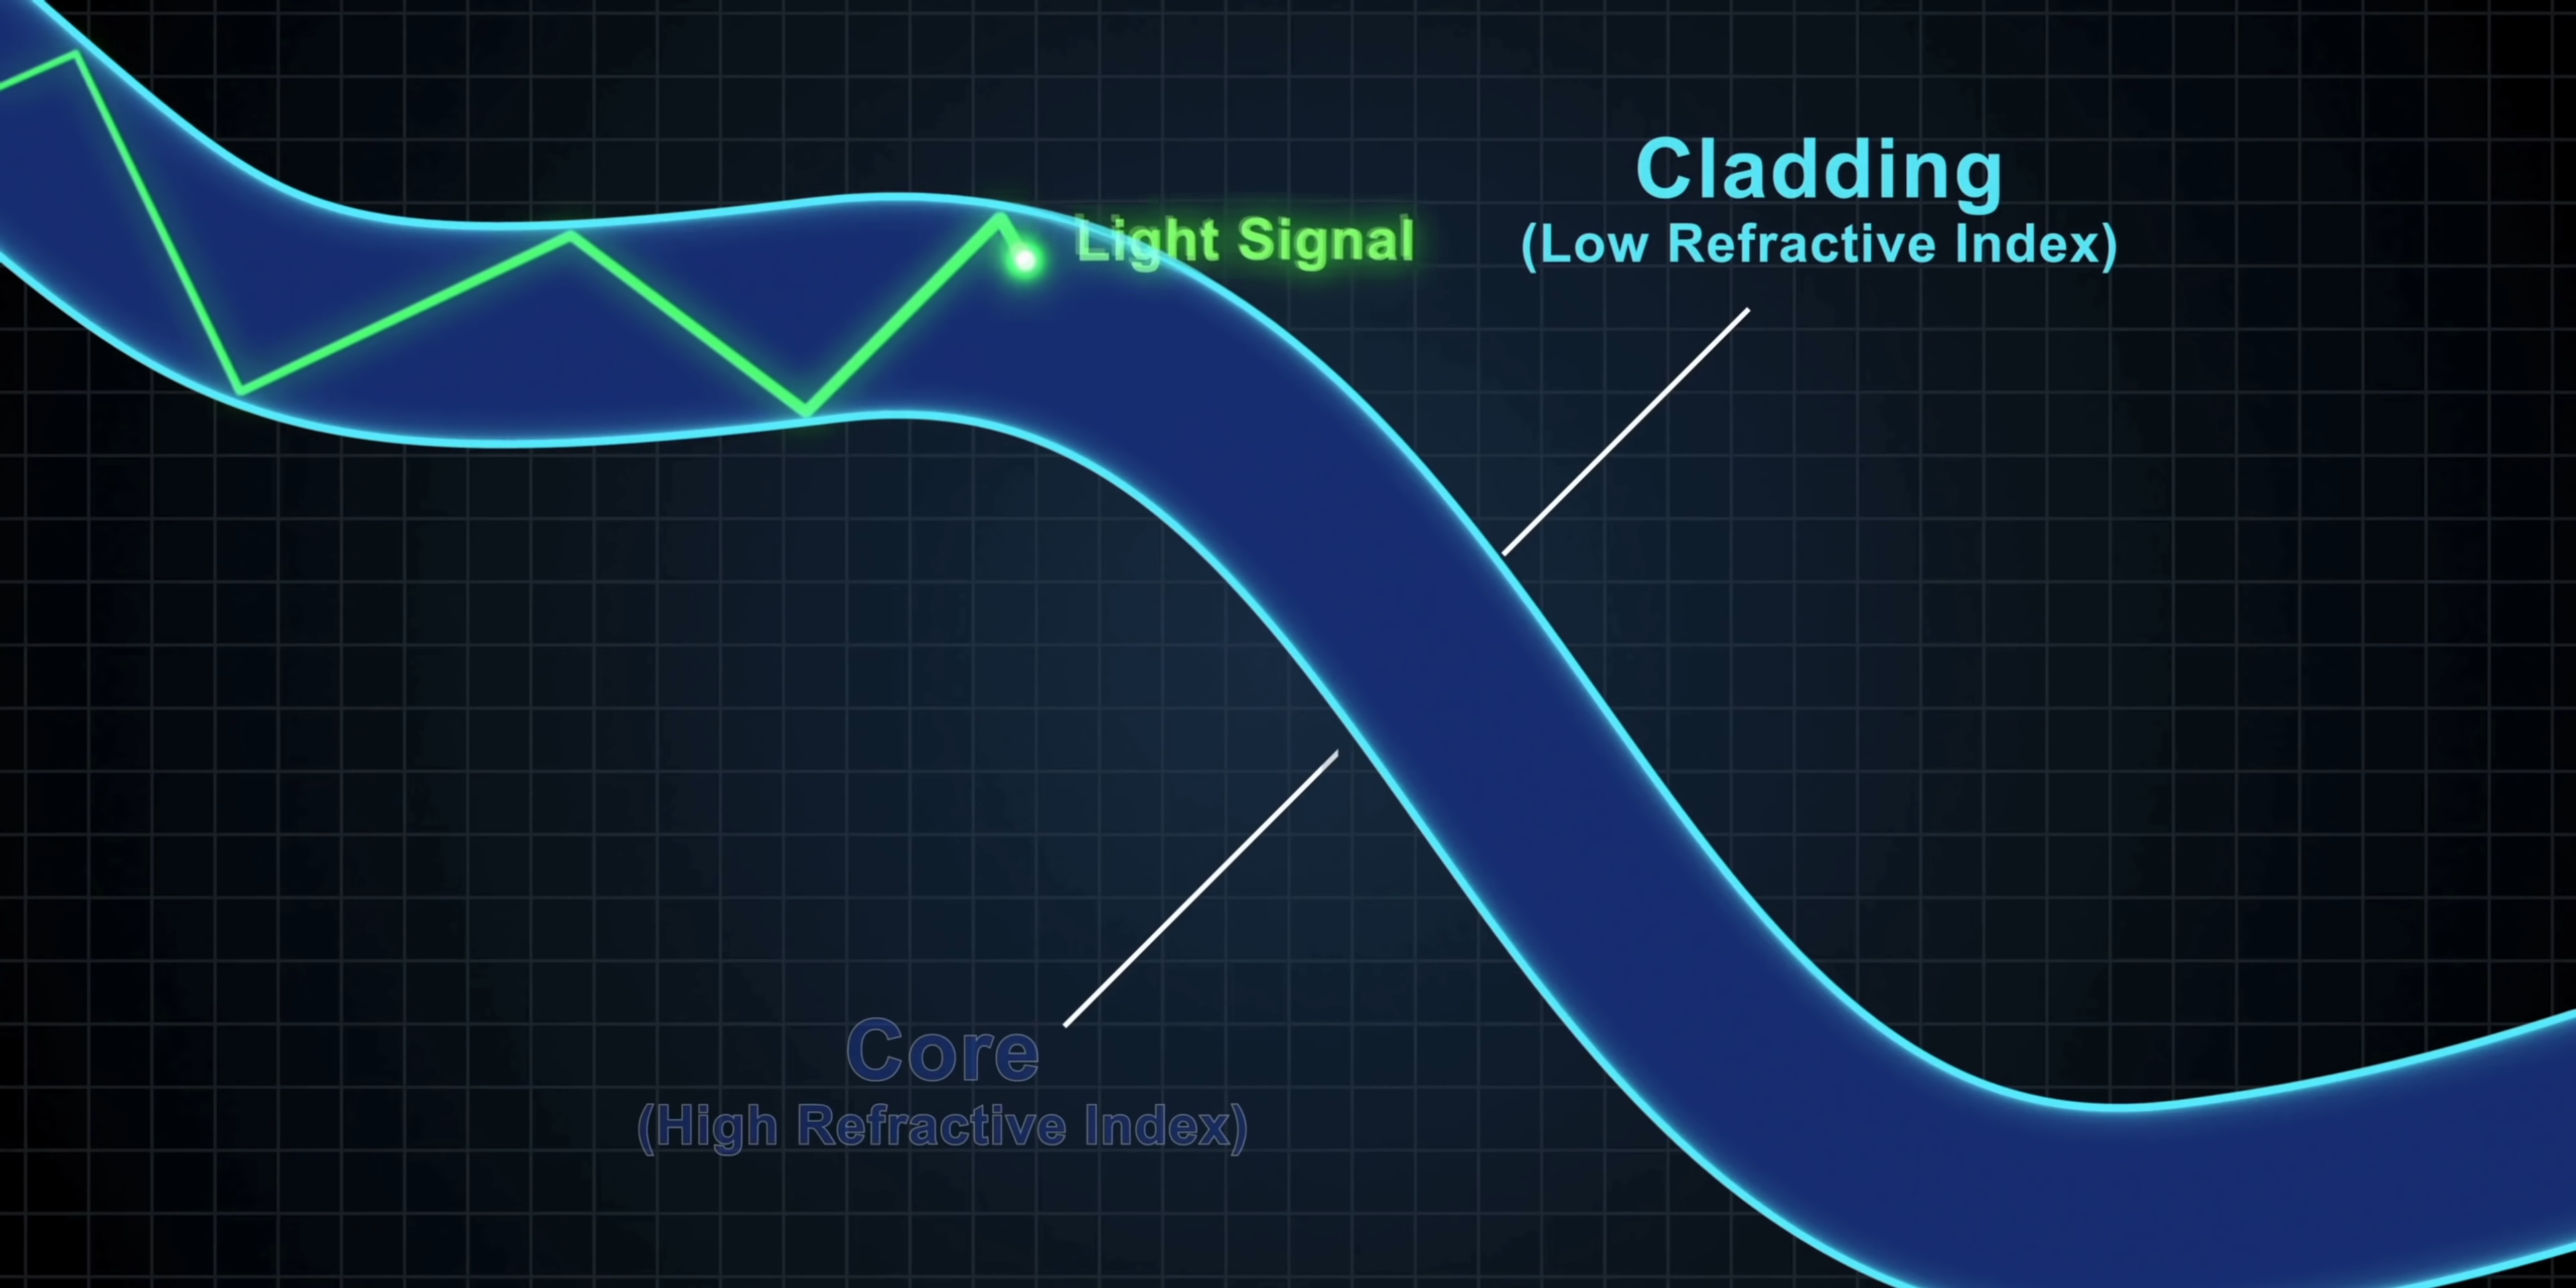 Cladding
(Low Refractive Index)
Light Signal
Core
(High Refractive Index)